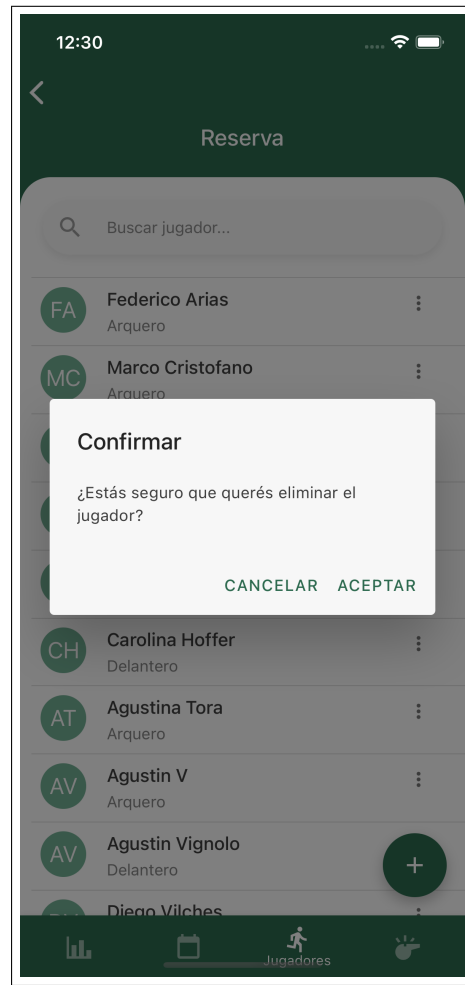 12:30
Reserva
Buscar jugador...
FA
Federico Arias
Arquero
MC
Marco Cristofano
Arquero
Confirmar
¿Estás seguro que querés eliminar el
jugador?
CANCELAR ACEPTAR
CH
Carolina Hoffer
Delantero
AT
Agustina Tora
Arquero
AV
Agustin V
Arquero
AV
Agustin Vignolo
Delantero
Diego Vilches
Jugadores